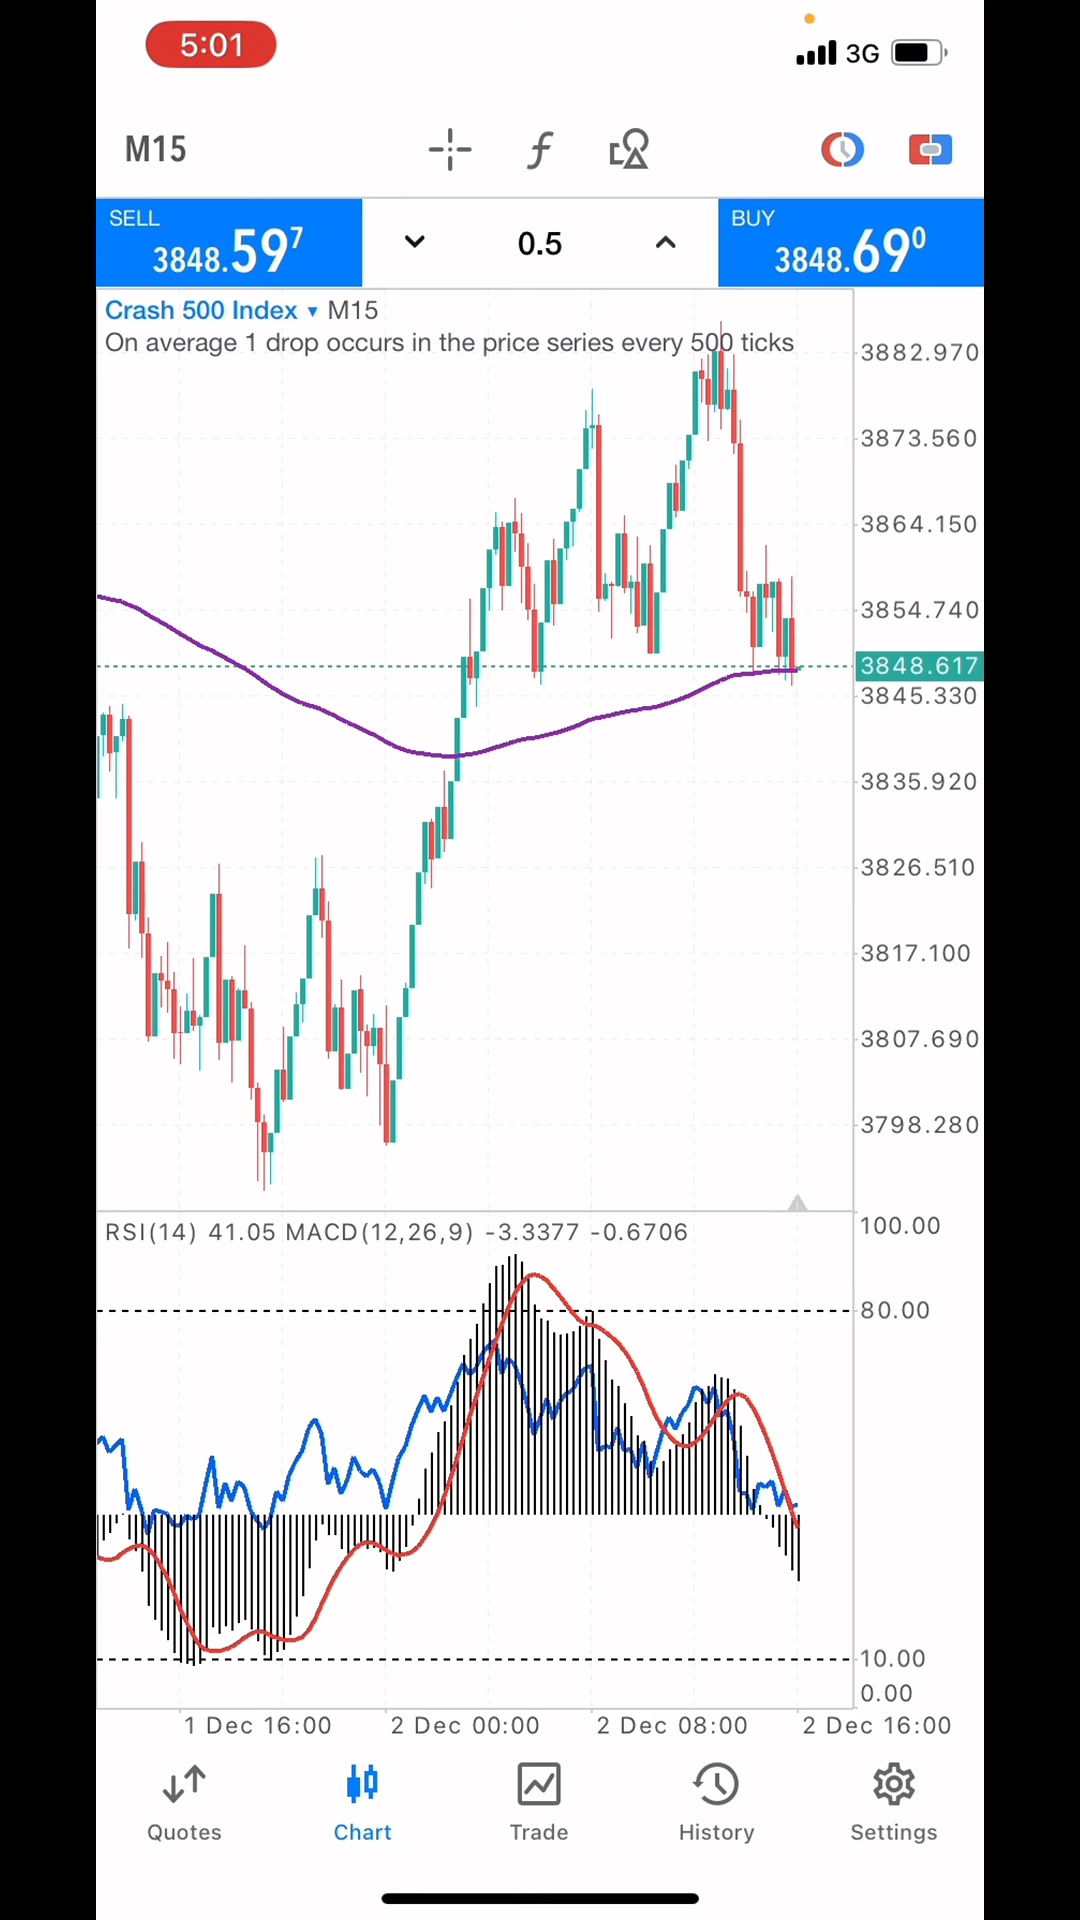 5:01
3G
M15
SELL
3848.597
0.5
BUY
3848.690
Crash 500 Index ▾ M15
On average 1 drop occurs in the price series every 500 ticks
3882.970
3873.560
3864.150
3854.740
3848.617
3845.330
3835.920
3826.510
3817.100
3807.690
3798.280
RSI(14) 41.05 MACD(12,26,9) -3.3377 -0.6706
100.00
80.00
10.00
0.00
1 Dec 16:00
2 Dec 00:00
2 Dec 08:00
2 Dec 16:00
Quotes
Chart
Trade
History
Settings